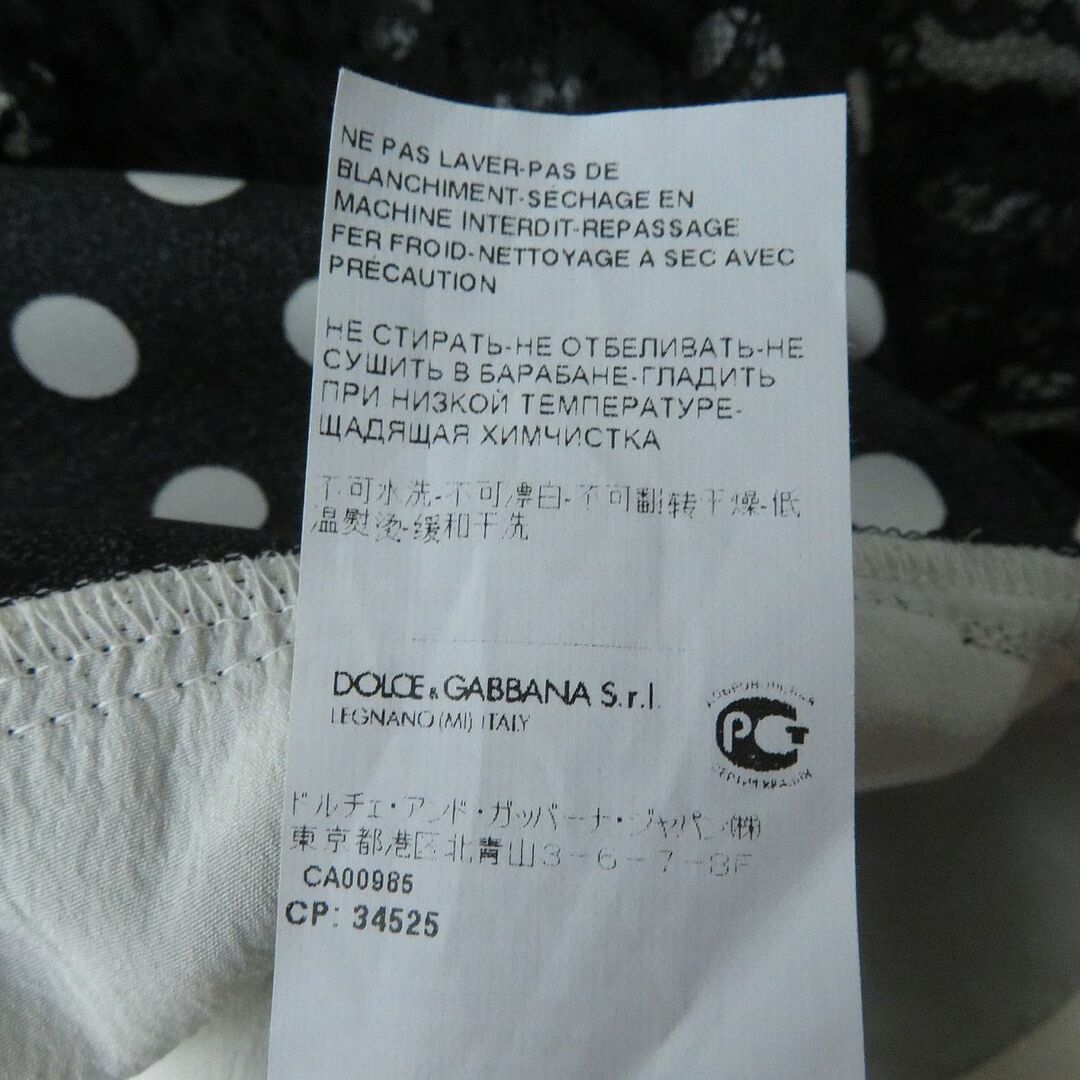 NE PAS LAVER-PAS DE
BLANCHIMENT-SÉCHAGE EN
MACHINE INTERDIT-REPASSAGE
FER FROID-NETTOYAGE A SEC AVEC
PRÉCAUTION
НЕ СТИРАТЬ-НЕ ОТБЕЛИВАТЬ-НЕ
СУШИТЬ В БАРАБАНЕ-ГЛАДИТЬ
ПРИ НИЗКОЙ ТЕМПЕРАТУРЕ-
ЩАДЯЩАЯ ХИМЧИСТКА
不可水洗-不可漂白-不可翻转干燥-低
温熨烫-缓和干洗
DOLCE & GABBANA S.r.l.
LEGNANO (MI) ITALY
РСТ
ドルチェ・アンド・ガッバーナ・ジャパン(株)
東京都港区北青山3-6-7-8F
CA00985
CP: 34525